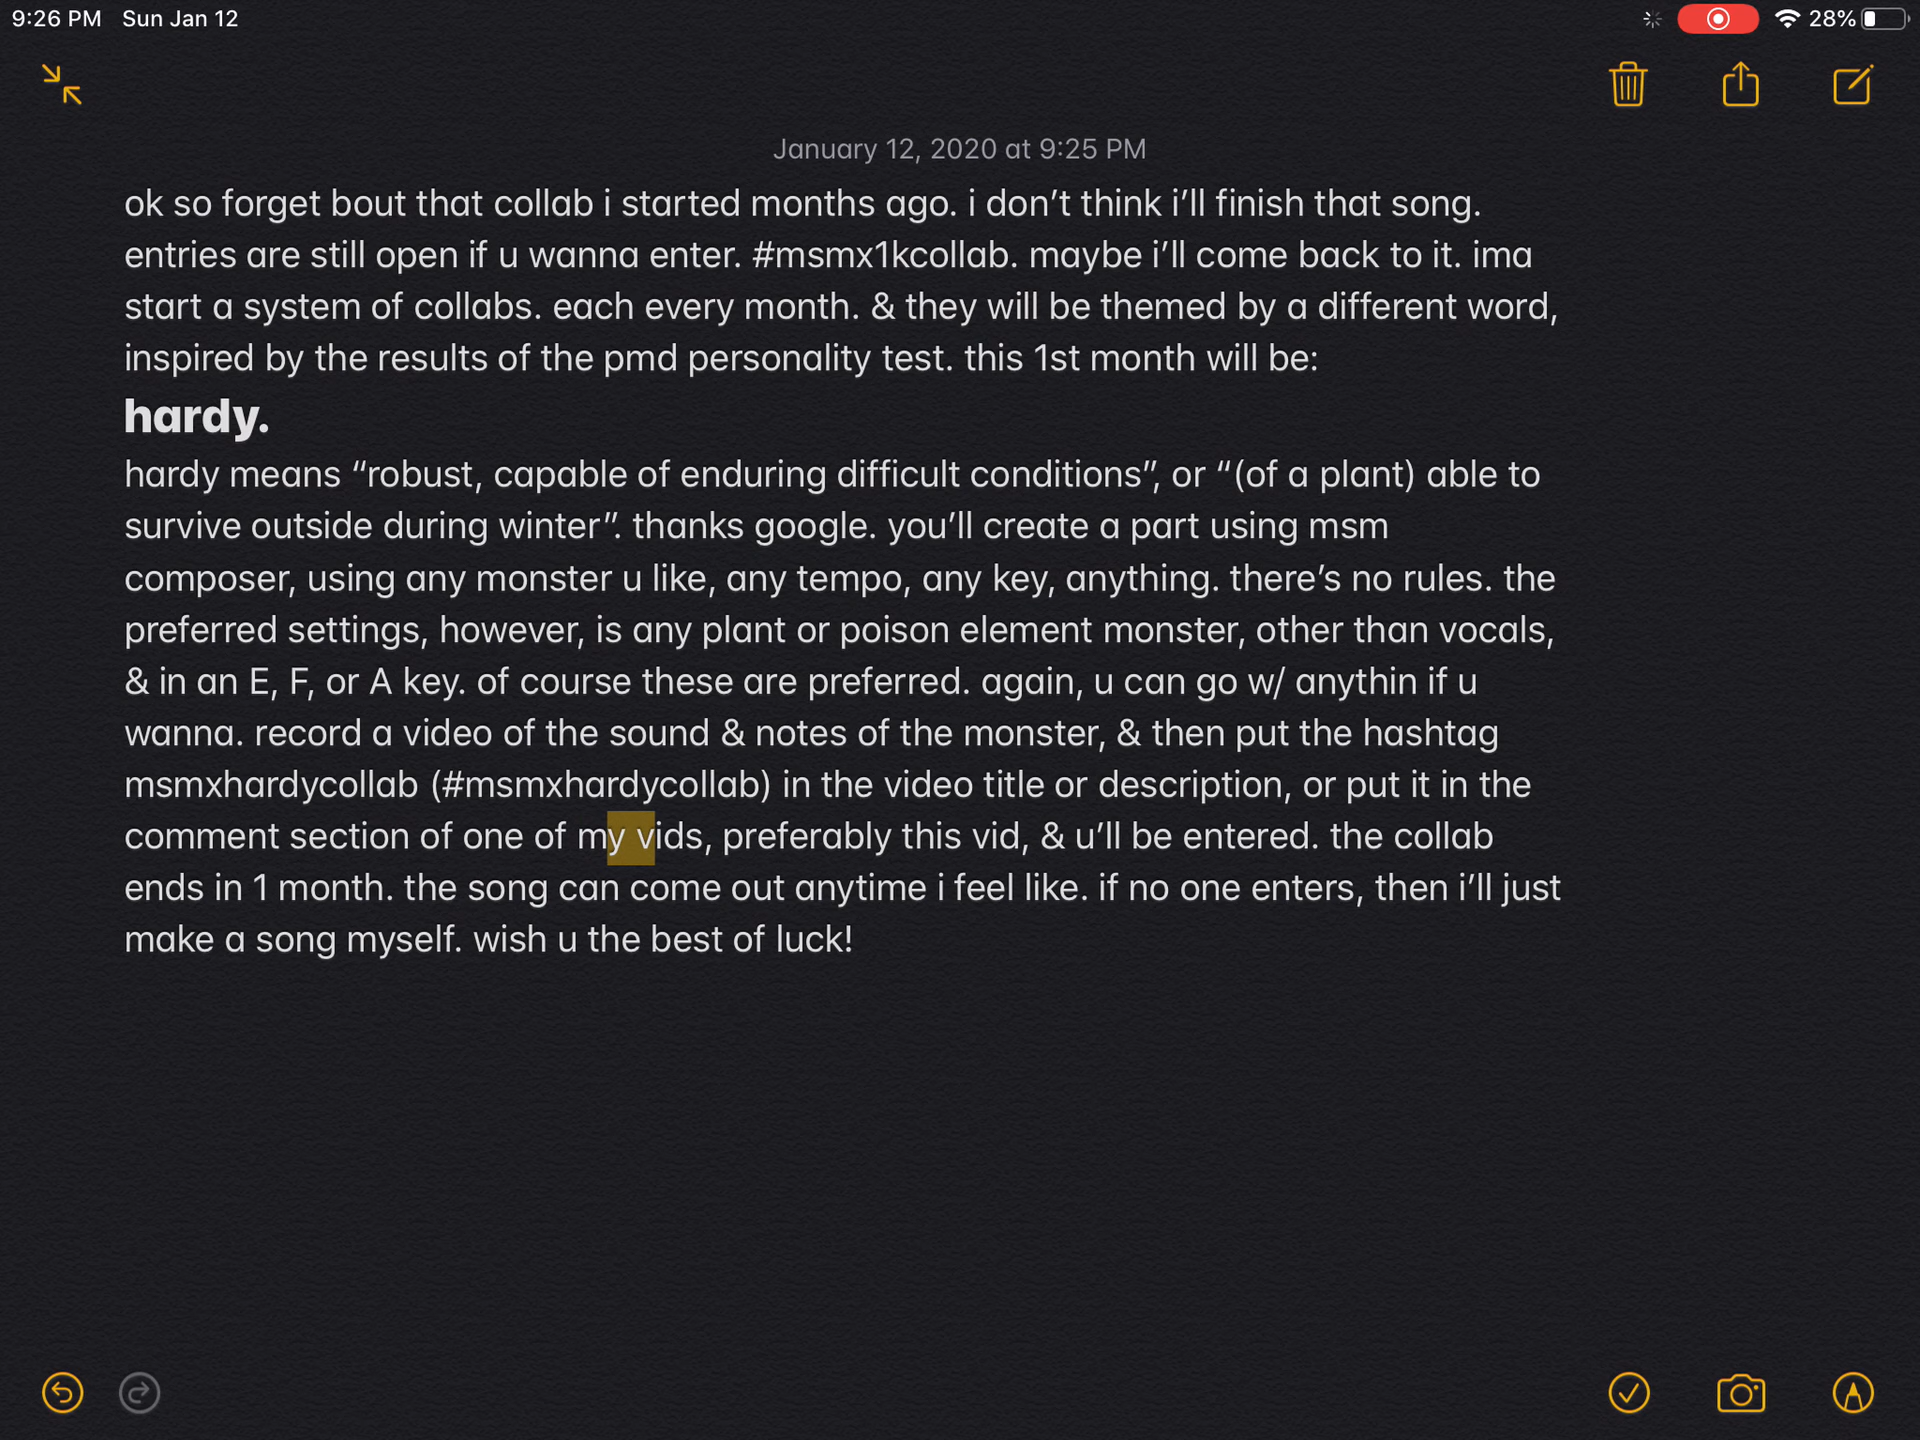 9:26 PM Sun Jan 12 28%
January 12, 2020 at 9:25 PM
ok so forget bout that collab i started months ago. i don’t think i’ll finish that song.
entries are still open if u wanna enter. #msmx1kcollab. maybe i’ll come back to it. ima
start a system of collabs. each every month. & they will be themed by a different word,
inspired by the results of the pmd personality test. this 1st month will be:
hardy.
hardy means “robust, capable of enduring difficult conditions”, or “(of a plant) able to
survive outside during winter”. thanks google. you’ll create a part using msm
composer, using any monster u like, any tempo, any key, anything. there’s no rules. the
preferred settings, however, is any plant or poison element monster, other than vocals,
& in an E, F, or A key. of course these are preferred. again, u can go w/ anythin if u
wanna. record a video of the sound & notes of the monster, & then put the hashtag
msmxhardycollab (#msmxhardycollab) in the video title or description, or put it in the
comment section of one of my vids, preferably this vid, & u’ll be entered. the collab
ends in 1 month. the song can come out anytime i feel like. if no one enters, then i’ll just
make a song myself. wish u the best of luck!